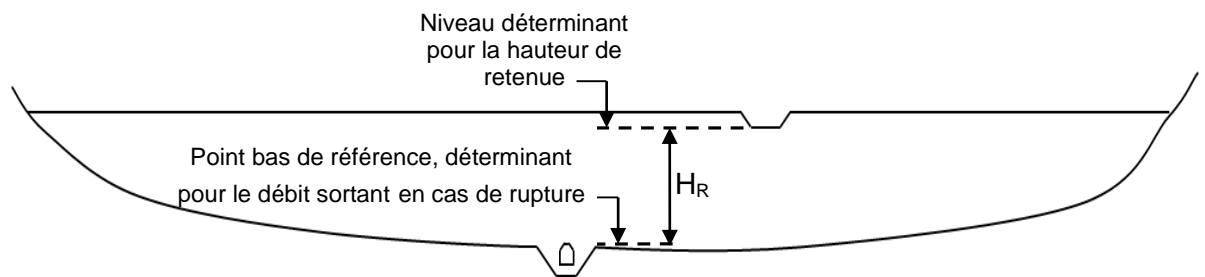 Niveau déterminant
pour la hauteur de
retenue
Point bas de référence, déterminant
pour le débit sortant en cas de rupture
HR